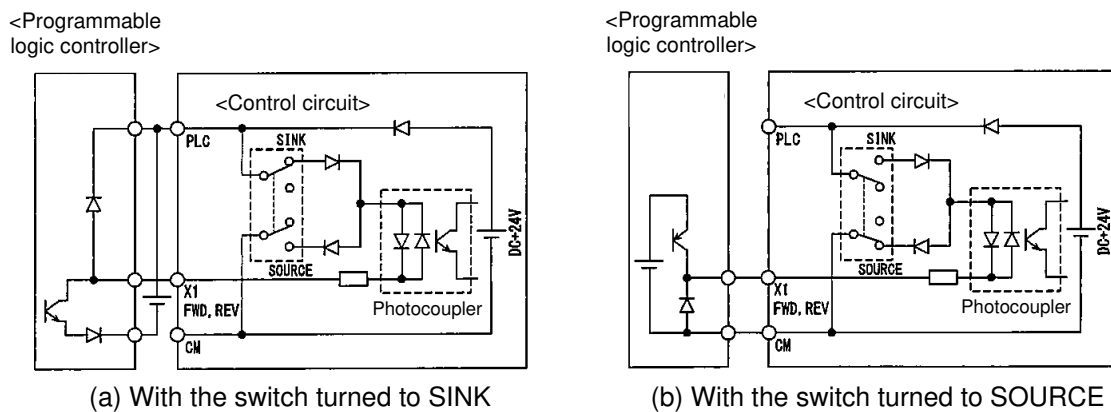 <Programmable
logic controller>
<Control circuit>
PLC
SINK
SOURCE
X1
FWD, REV
CM
Photocoupler
DC+24V
(a) With the switch turned to SINK
<Programmable
logic controller>
<Control circuit>
PLC
SINK
SOURCE
X1
FWD, REV
CM
Photocoupler
DC+24V
(b) With the switch turned to SOURCE